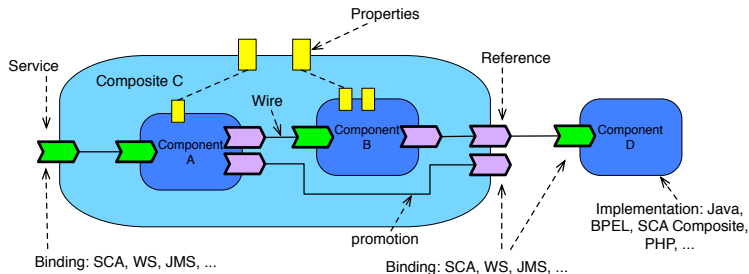 Properties
Service
Composite C
Reference
Wire
Component
A
Component
B
Component
D
Implementation: Java,
BPEL, SCA Composite,
PHP, ...
promotion
Binding: SCA, WS, JMS, ...
Binding: SCA, WS, JMS, ...